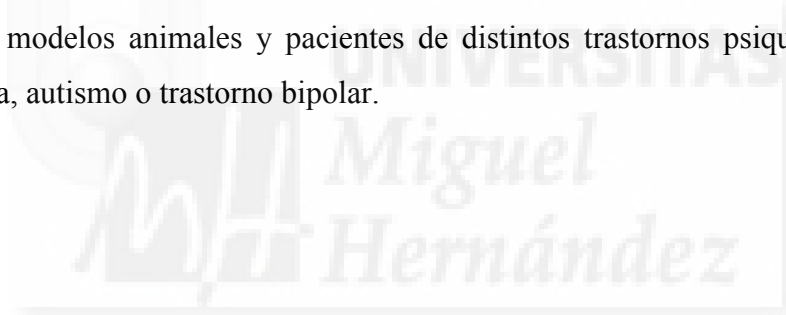 modelos animales y pacientes de distintos trastornos psiqu
a, autismo o trastorno bipolar.
UNIVERSITAS
Miguel
Hernández